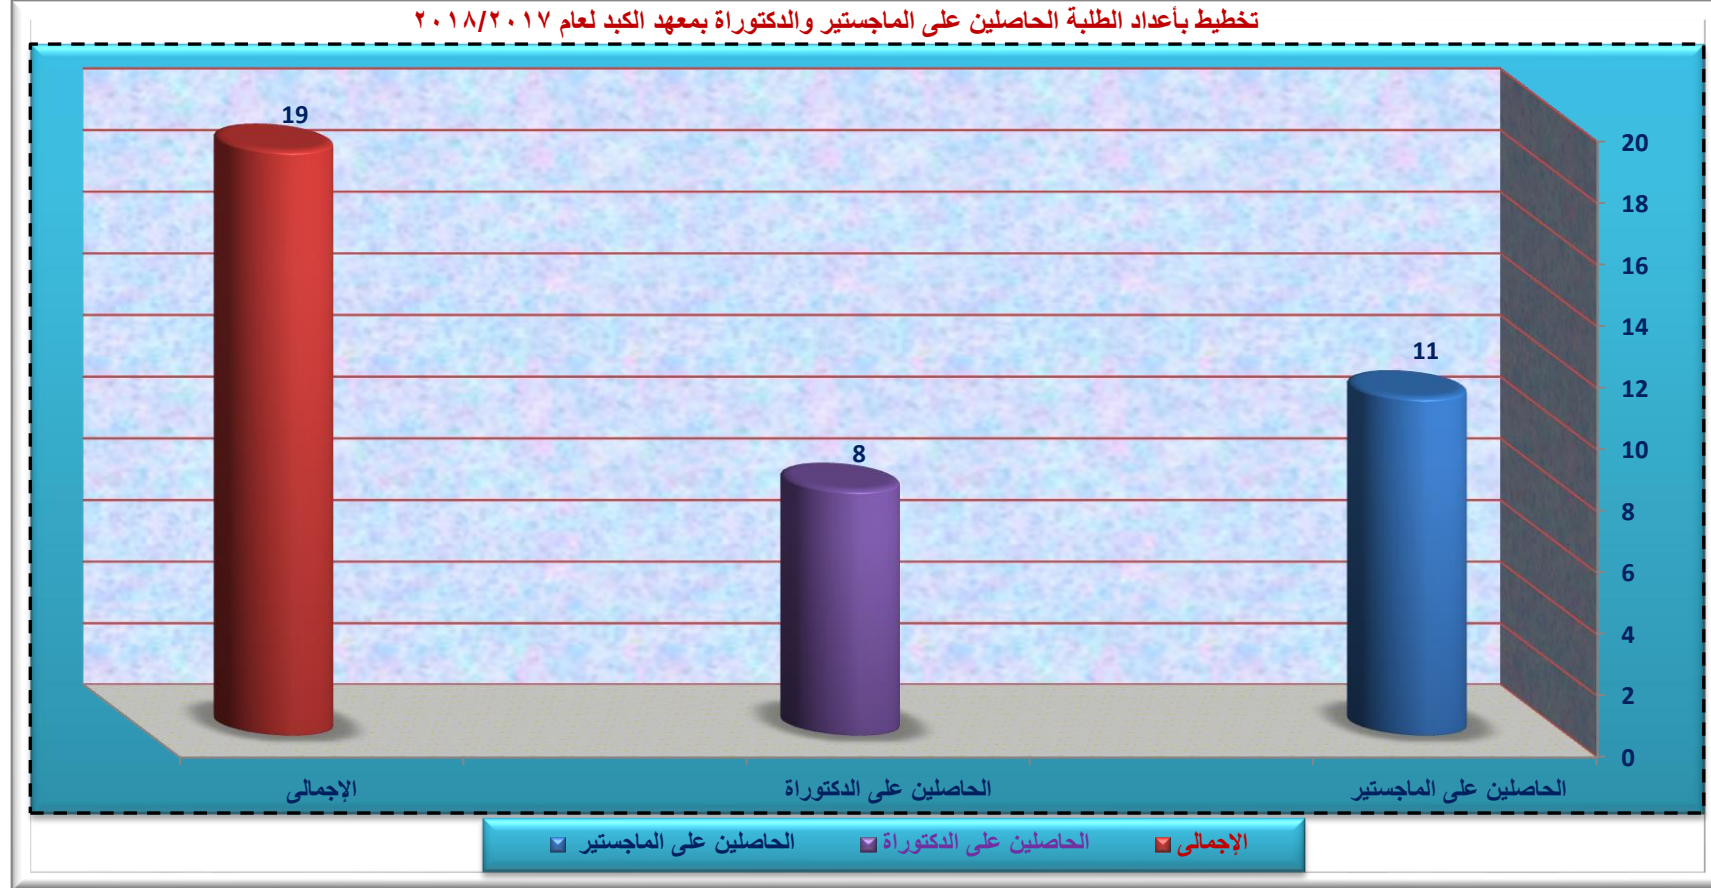 تخطيط بأعداد الطلبة الحاصلين على الماجستير والدكتوراة بمعهد الكبد لعام ٢٠١٨/٢٠١٧
19
11
8
20
18
16
14
12
10
8
6
4
2
0
الحاصلين على الماجستير
الحاصلين على الدكتوراة
الإجمالى
الإجمالى
الحاصلين على الدكتوراة
الحاصلين على الماجستير